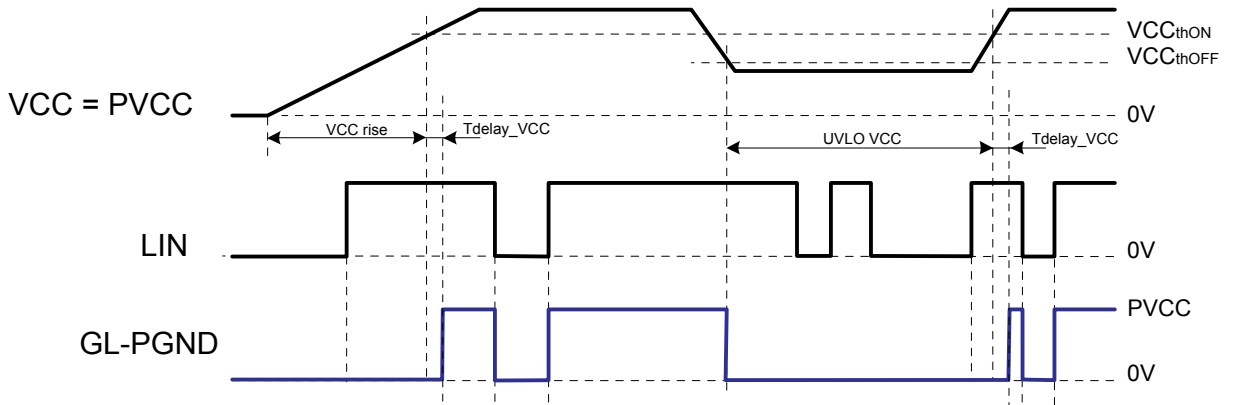 VCCthON
VCCthOFF
VCC = PVCC
0V
VCC rise
Tdelay_VCC
UVLO VCC
Tdelay_VCC
LIN
0V
PVCC
GL-PGND
0V